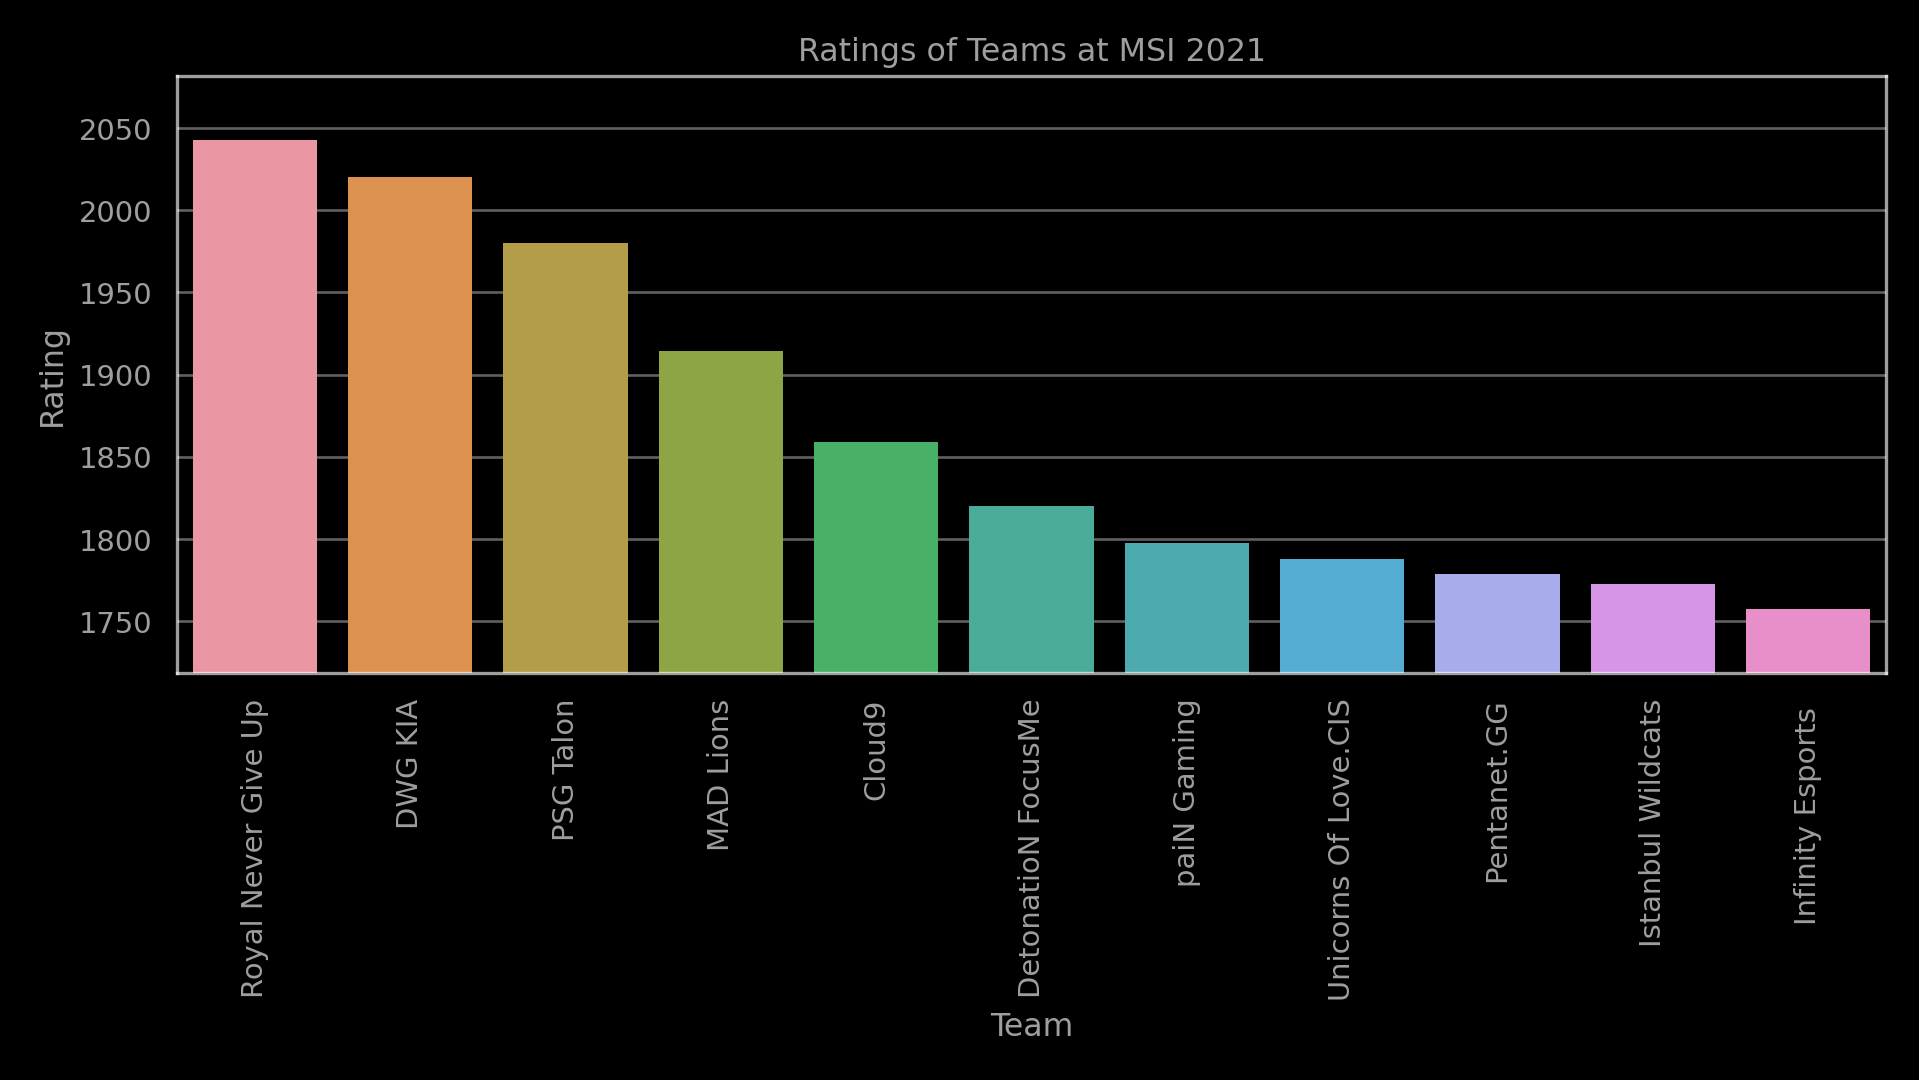 Ratings of Teams at MSI 2021
Rating
2050
2000
1950
1900
1850
1800
1750
Royal Never Give Up
DWG KIA
PSG Talon
MAD Lions
Cloud9
DetonatioN FocusMe
paiN Gaming
Unicorns Of Love.CIS
Pentanet.GG
Istanbul Wildcats
Infinity Esports
Team